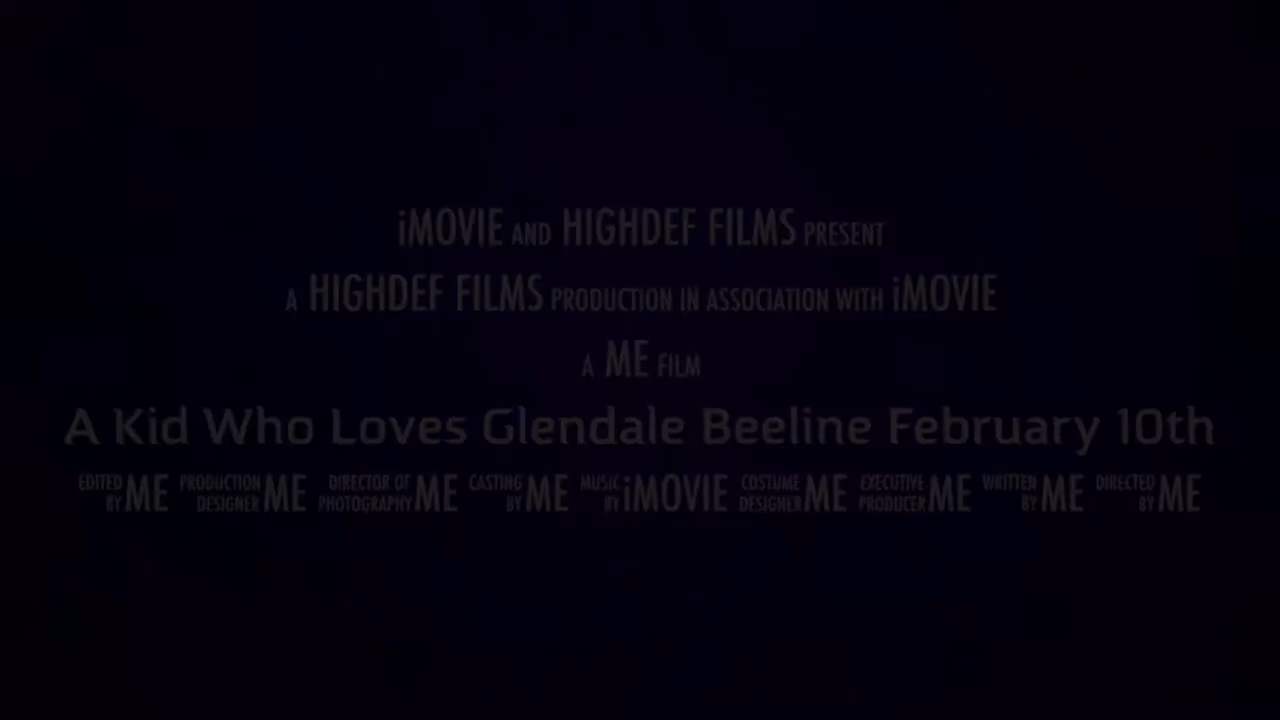 iMOVIE AND HIGHDEF FILMS PRESENT
A HIGHDEF FILMS PRODUCTION IN ASSOCIATION WITH iMOVIE
A ME FILM
A Kid Who Loves Glendale Beeline February 10th
EDITED BY ME PRODUCTION DESIGNER ME DIRECTOR OF PHOTOGRAPHY ME CASTING BY ME MUSIC BY iMOVIE COSTUME DESIGNER ME EXECUTIVE PRODUCER ME WRITTEN BY ME DIRECTED BY ME